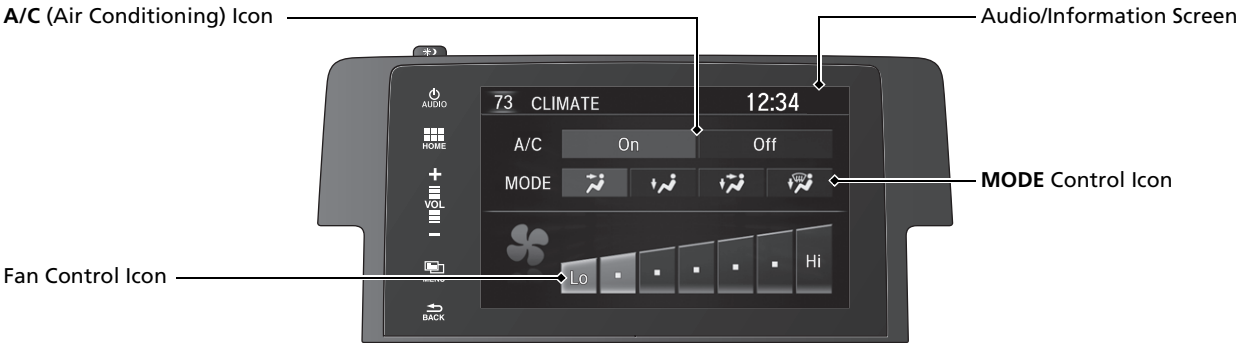 A/C (Air Conditioning) Icon
Audio/Information Screen
AUDIO
73 CLIMATE 12:34
HOME
A/C On Off
MODE
MODE Control Icon
+
VOL
-
Fan Control Icon
Lo Hi
MENU
BACK